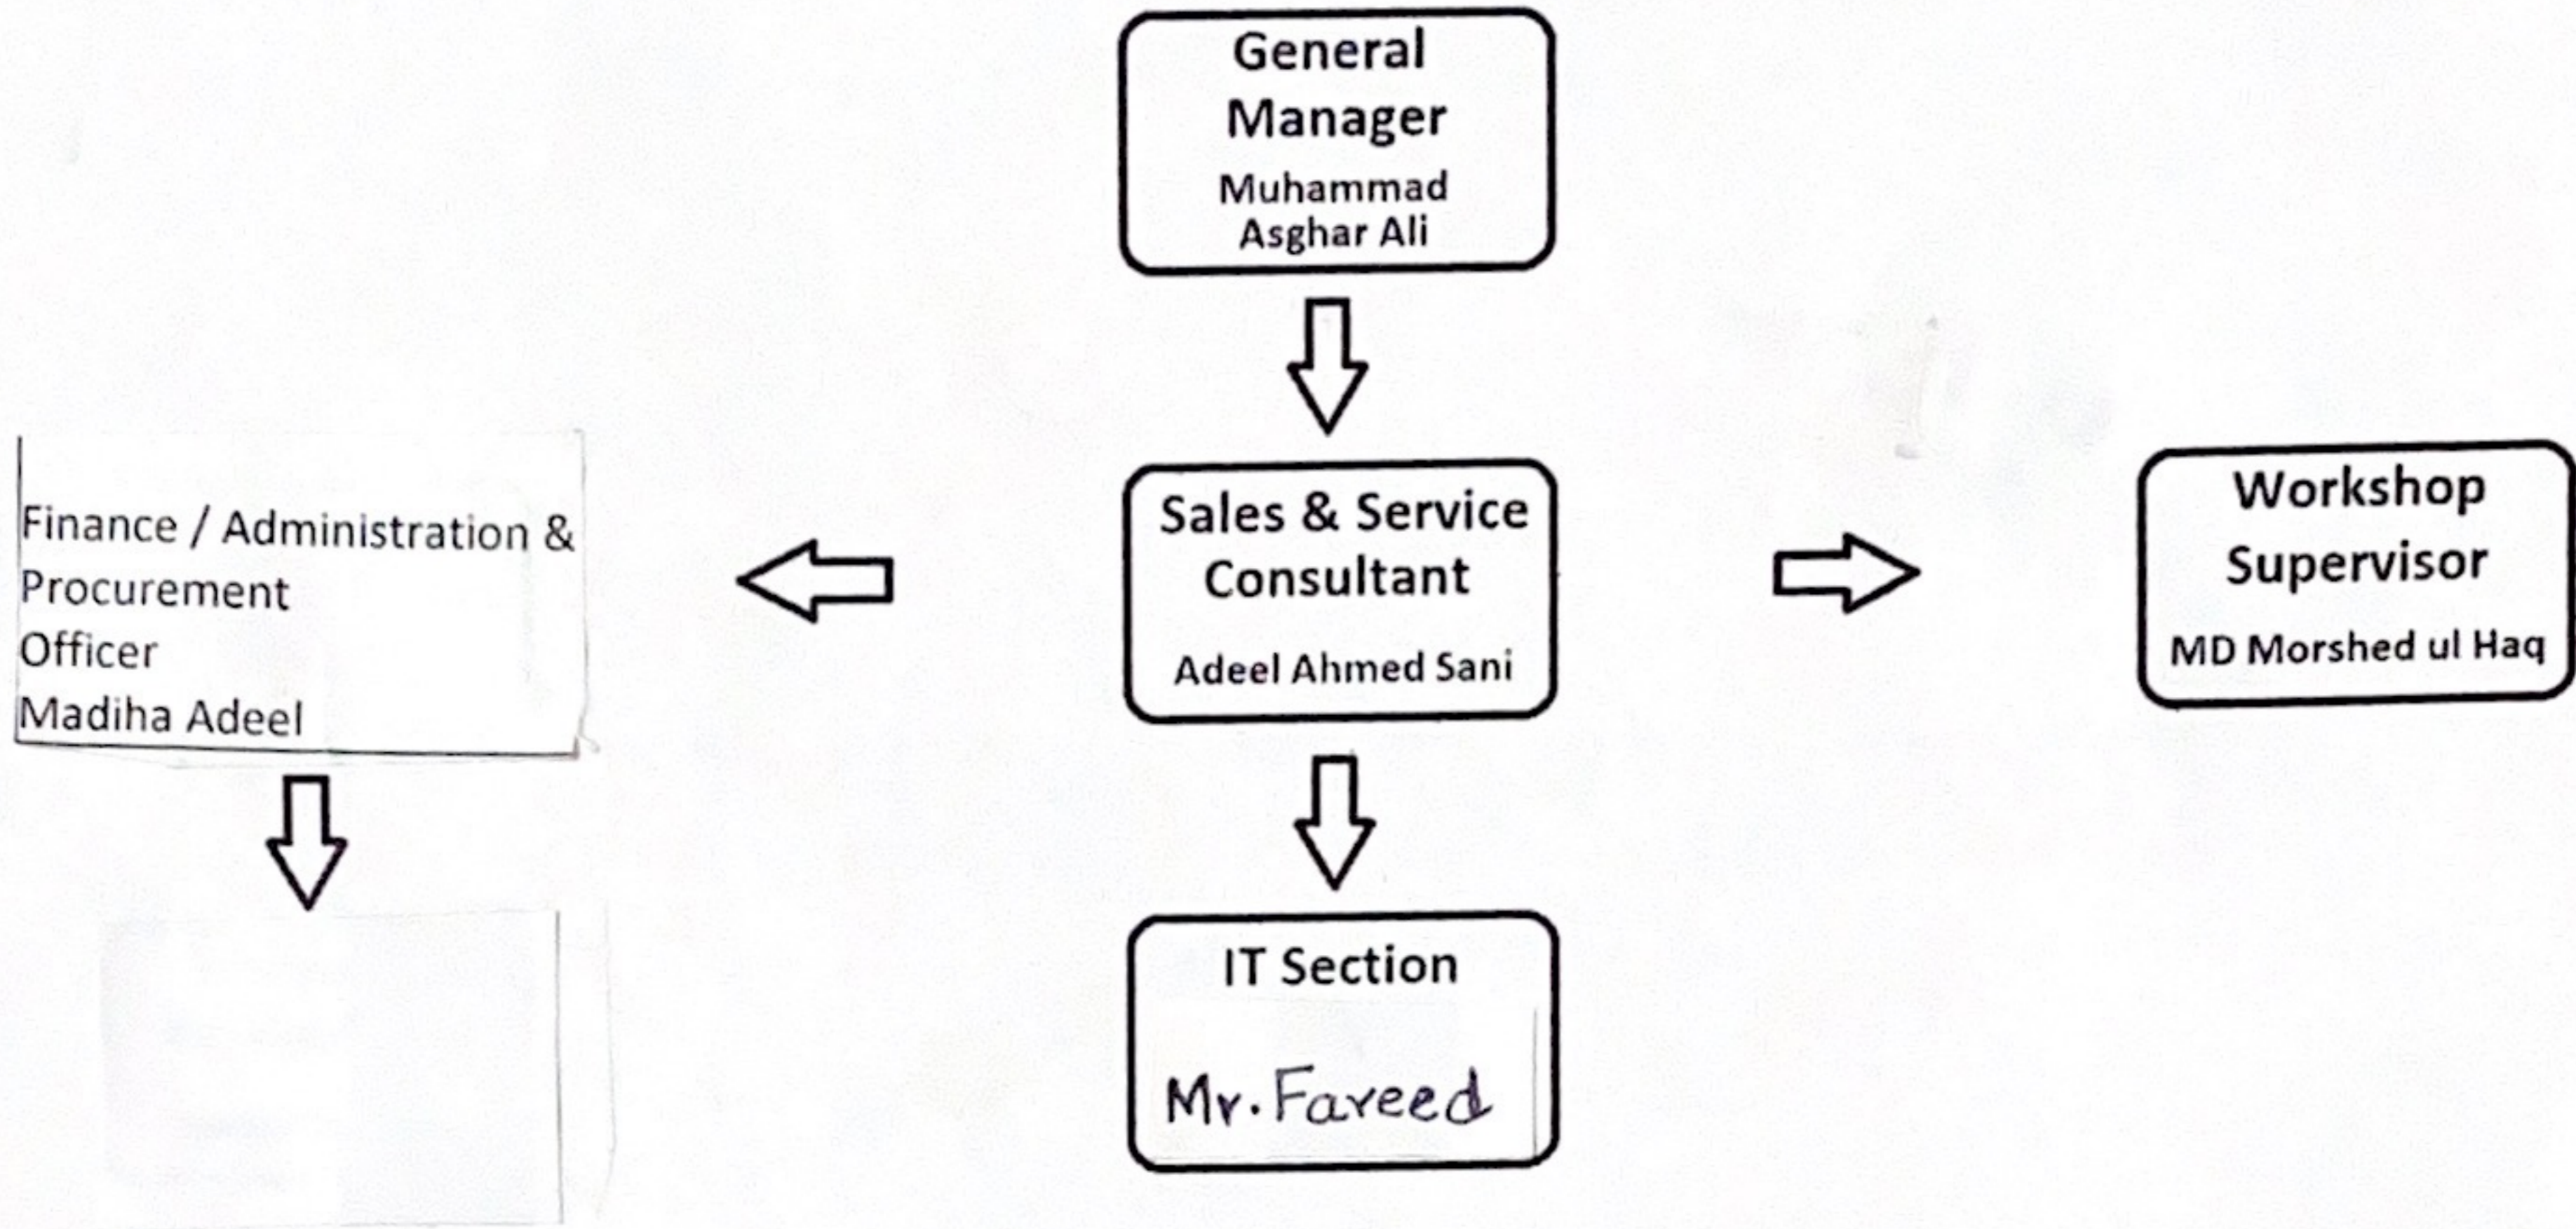 General
Manager
Muhammad
Asghar Ali
Finance / Administration &
Procurement
Officer
Madiha Adeel
Sales & Service
Consultant
Adeel Ahmed Sani
Workshop
Supervisor
MD Morshed ul Haq
IT Section
Mr. Fareed